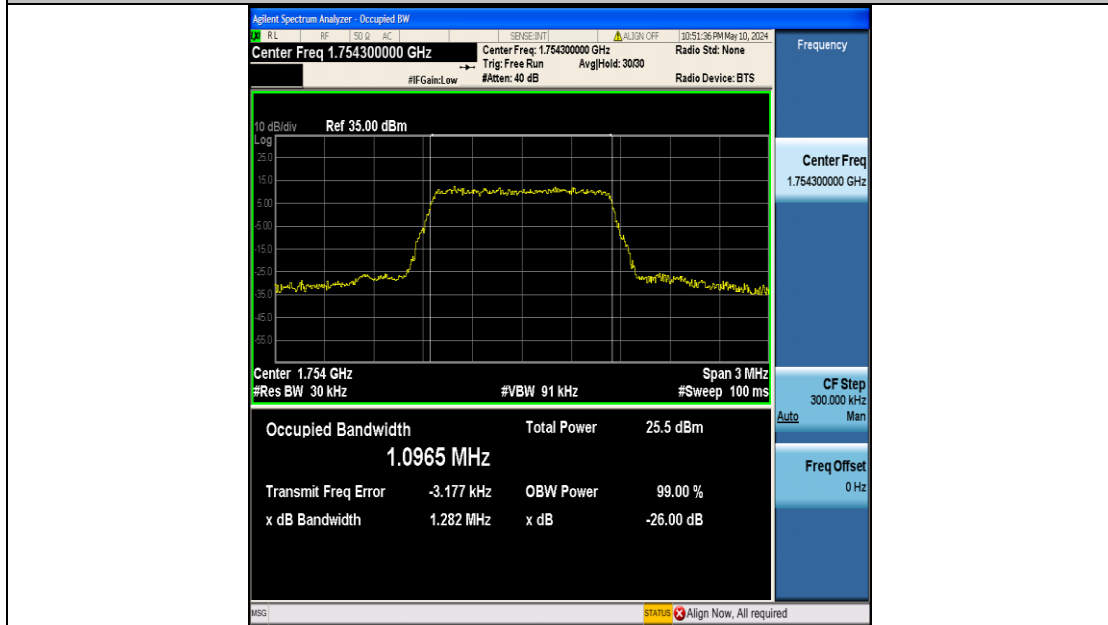 Agilent Spectrum Analyzer - Occupied BW
RL RF 50 Ω AC SENSE:INT ALIGN OFF 10:51:36 PM May 10, 2024
Center Freq 1.754300000 GHz
Center Freq: 1.754300000 GHz Radio Std: None
Trig: Free Run Avg|Hold: 30/30
#IFGain:Low #Atten: 40 dB Radio Device: BTS
10 dB/div Ref 35.00 dBm
Log
25.0
15.0
5.00
-5.00
-15.0
-25.0
-35.0
-45.0
-55.0
Center 1.754 GHz Span 3 MHz
#Res BW 30 kHz #VBW 91 kHz #Sweep 100 ms
Occupied Bandwidth Total Power 25.5 dBm
1.0965 MHz
Transmit Freq Error -3.177 kHz OBW Power 99.00 %
x dB Bandwidth 1.282 MHz x dB -26.00 dB
MSG STATUS Align Now, All required
Frequency
Center Freq
1.754300000 GHz
CF Step
300.000 kHz
Auto Man
Freq Offset
0 Hz